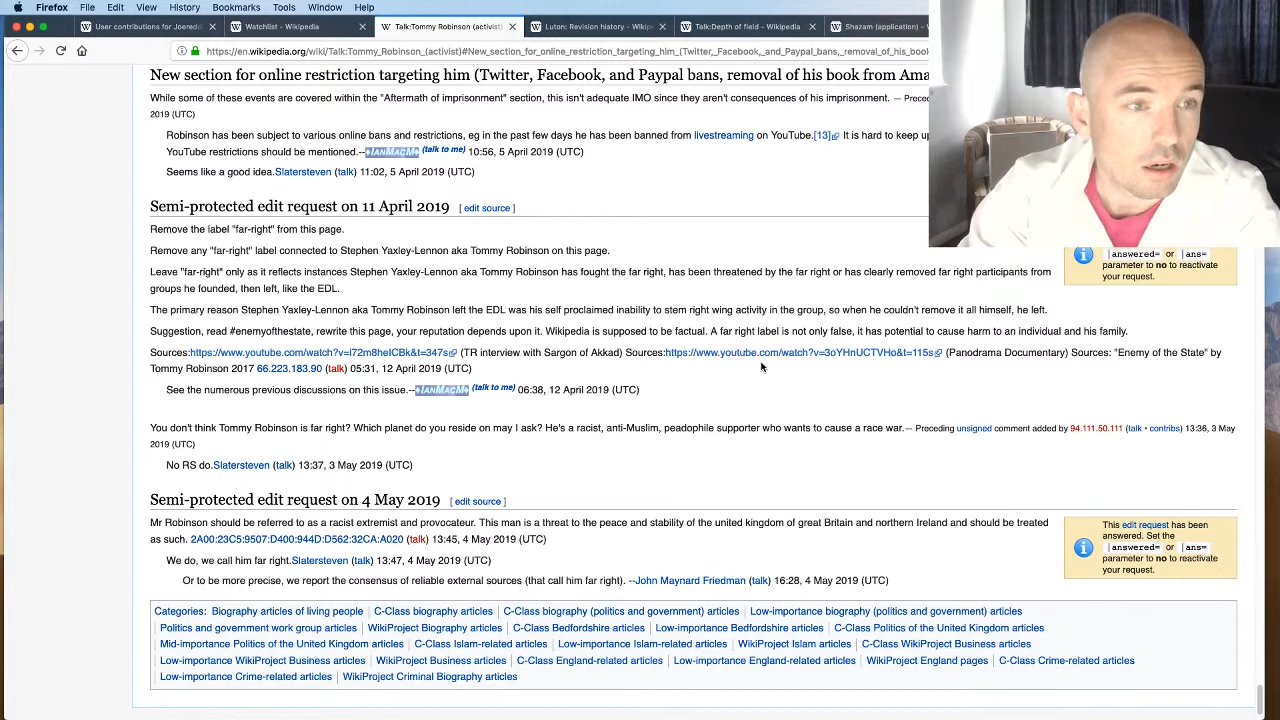 Firefox File Edit View History Bookmarks Tools Window Help
User contributions for Joeredd
Watchlist - Wikipedia
Talk:Tommy Robinson (activist)
Luton: Revision history - Wikipe
Talk:Depth of field - Wikipedia
Shazam (application) -
https://en.wikipedia.org/wiki/Talk:Tommy_Robinson_(activist)#New_section_for_online_restriction_targeting_him_(Twitter,_Facebook,_and_Paypal_bans,_removal_of_his_boo
New section for online restriction targeting him (Twitter, Facebook, and Paypal bans, removal of his book from Ama
While some of these events are covered within the "Aftermath of imprisonment" section, this isn't adequate IMO since they aren't consequences of his imprisonment. — Prece
2019 (UTC)
Robinson has been subject to various online bans and restrictions, eg in the past few days he has been banned from livestreaming on YouTube.[13] It is hard to keep up
YouTube restrictions should be mentioned.--♦IanMacM♦ (talk to me) 10:56, 5 April 2019 (UTC)
Seems like a good idea.Slatersteven (talk) 11:02, 5 April 2019 (UTC)
Semi-protected edit request on 11 April 2019 [ edit source ]
Remove the label "far-right" from this page.
Remove any "far-right" label connected to Stephen Yaxley-Lennon aka Tommy Robinson on this page.
Leave "far-right" only as it reflects instances Stephen Yaxley-Lennon aka Tommy Robinson has fought the far right, has been threatened by the far right or has clearly removed far right participants from
groups he founded, then left, like the EDL.
The primary reason Stephen Yaxley-Lennon aka Tommy Robinson left the EDL was his self proclaimed inability to stem right wing activity in the group, so when he couldn't remove it all himself, he left.
Suggestion, read #enemyofthestate, rewrite this page, your reputation depends upon it. Wikipedia is supposed to be factual. A far right label is not only false, it has potential to cause harm to an individual and his family.
Sources:https://www.youtube.com/watch?v=l72m8heICBk&t=347s (TR interview with Sargon of Akkad) Sources:https://www.youtube.com/watch?v=3oYHnUCTVHo&t=115s (Panodrama Documentary) Sources: "Enemy of the State" by
Tommy Robinson 2017 66.223.183.90 (talk) 05:31, 12 April 2019 (UTC)
See the numerous previous discussions on this issue.--♦IanMacM♦ (talk to me) 06:38, 12 April 2019 (UTC)
|answered= or |ans=
parameter to no to reactivate
your request.
You don't think Tommy Robinson is far right? Which planet do you reside on may I ask? He's a racist, anti-Muslim, peadophile supporter who wants to cause a race war.— Preceding unsigned comment added by 94.111.50.111 (talk • contribs) 13:36, 3 May
2019 (UTC)
No RS do.Slatersteven (talk) 13:37, 3 May 2019 (UTC)
Semi-protected edit request on 4 May 2019 [ edit source ]
Mr Robinson should be referred to as a racist extremist and provocateur. This man is a threat to the peace and stability of the united kingdom of great Britain and northern Ireland and should be treated
as such. 2A00:23C5:9507:D400:944D:D562:32CA:A020 (talk) 13:45, 4 May 2019 (UTC)
We do, we call him far right.Slatersteven (talk) 13:47, 4 May 2019 (UTC)
Or to be more precise, we report the consensus of reliable external sources (that call him far right). --John Maynard Friedman (talk) 16:28, 4 May 2019 (UTC)
This edit request has been
answered. Set the
|answered= or |ans=
parameter to no to reactivate
your request.
Categories: Biography articles of living people | C-Class biography articles | C-Class biography (politics and government) articles | Low-importance biography (politics and government) articles
Politics and government work group articles | WikiProject Biography articles | C-Class Bedfordshire articles | Low-importance Bedfordshire articles | C-Class Politics of the United Kingdom articles
Mid-importance Politics of the United Kingdom articles | C-Class Islam-related articles | Low-importance Islam-related articles | WikiProject Islam articles | C-Class WikiProject Business articles
Low-importance WikiProject Business articles | WikiProject Business articles | C-Class England-related articles | Low-importance England-related articles | WikiProject England pages | C-Class Crime-related articles
Low-importance Crime-related articles | WikiProject Criminal Biography articles